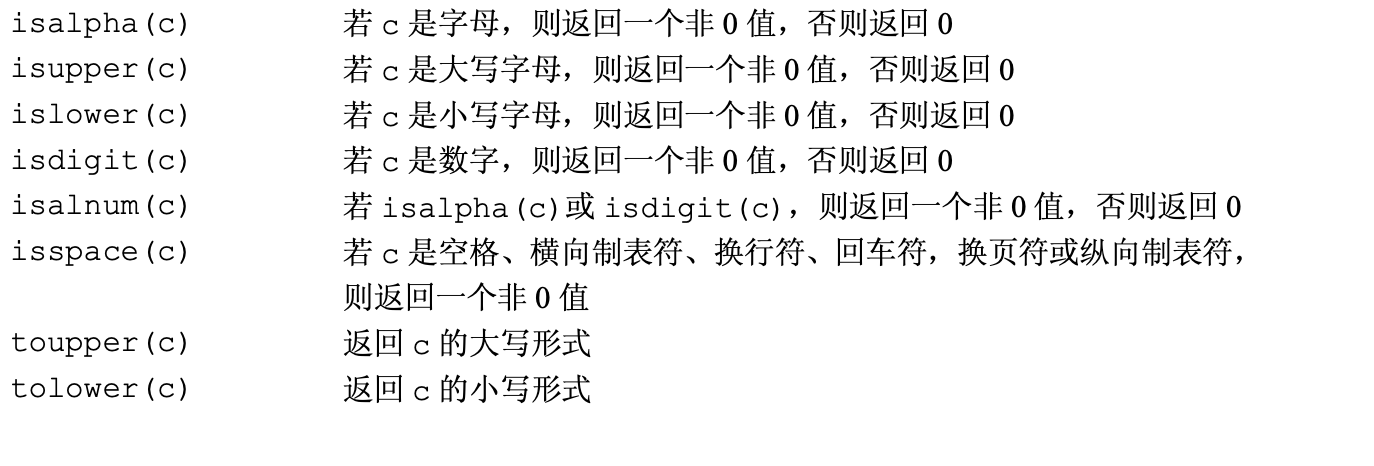 isalpha(c) 若 c 是字母，则返回一个非 0 值，否则返回 0
isupper(c) 若 c 是大写字母，则返回一个非 0 值，否则返回 0
islower(c) 若 c 是小写字母，则返回一个非 0 值，否则返回 0
isdigit(c) 若 c 是数字，则返回一个非 0 值，否则返回 0
isalnum(c) 若 isalpha(c)或 isdigit(c)，则返回一个非 0 值，否则返回 0
isspace(c) 若 c 是空格、横向制表符、换行符、回车符，换页符或纵向制表符，
则返回一个非 0 值
toupper(c) 返回 c 的大写形式
tolower(c) 返回 c 的小写形式